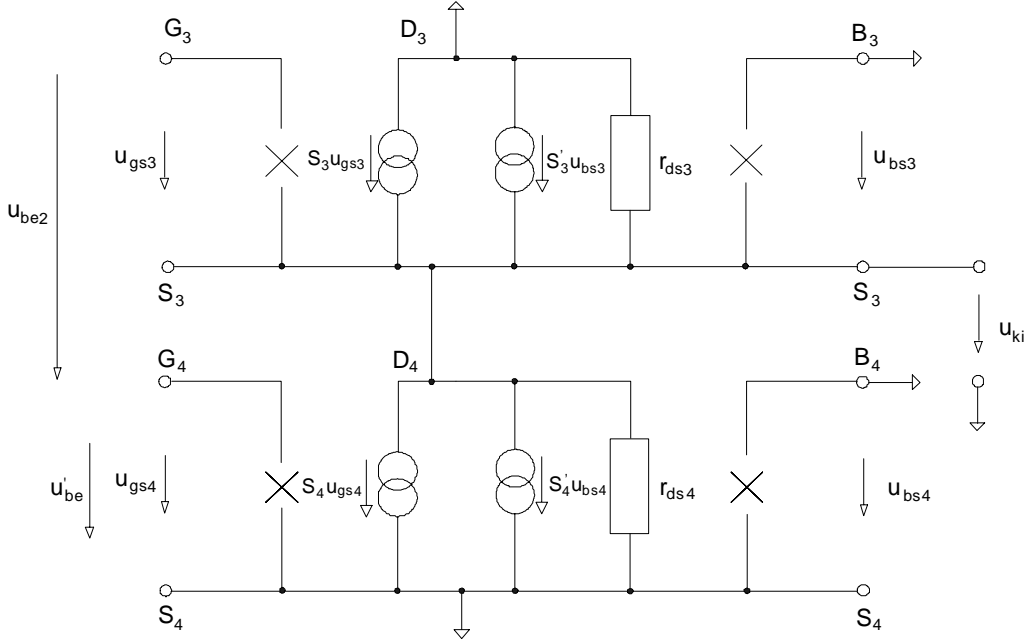 G3
D3
B3
ugs3
S3ugs3
S'3ubs3
rds3
ubs3
ube2
S3
S3
uki
G4
D4
B4
u'be
ugs4
S4ugs4
S'4ubs4
rds4
ubs4
S4
S4